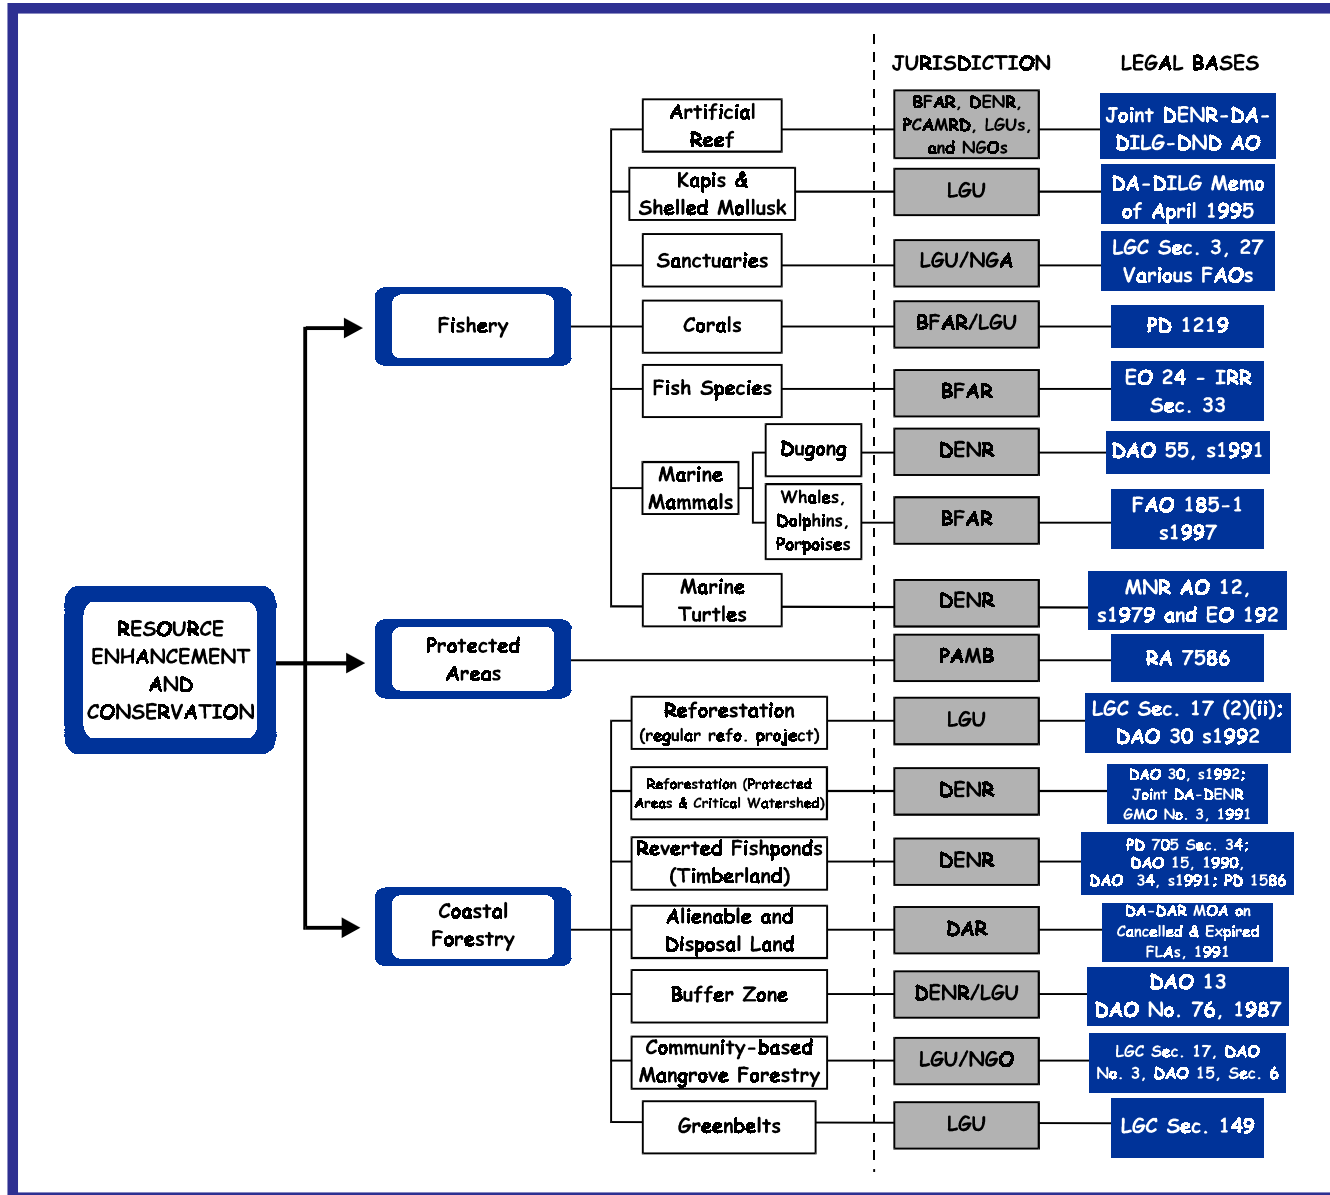 JURISDICTION
LEGAL BASES
Artificial
Reef
BFAR, DENR,
PCAMRD, LGUs,
and NGOs
Joint DENR-DA-
DILG-DND AO
Kapis &
Shelled Mollusk
LGU
DA-DILG Memo
of April 1995
Sanctuaries
LGU/NGA
LGC Sec. 3, 27
Various FAOs
Fishery
Corals
BFAR/LGU
PD 1219
Fish Species
BFAR
EO 24 - IRR
Sec. 33
Marine
Mammals
Dugong
DENR
DAO 55, s1991
Whales,
Dolphins,
Porpoises
BFAR
FAO 185-1
s1997
Marine
Turtles
DENR
MNR AO 12,
s1979 and EO 192
RESOURCE
ENHANCEMENT
AND
CONSERVATION
Protected
Areas
PAMB
RA 7586
Reforestation
(regular refo. project)
LGU
LGC Sec. 17 (2)(ii);
DAO 30 s1992
Reforestation (Protected
Areas & Critical Watershed)
DENR
DAO 30, s1992;
Joint DA-DENR
GMO No. 3, 1991
Reverted Fishponds
(Timberland)
DENR
PD 705 Sec. 34;
DAO 15, 1990,
DAO 34, s1991; PD 1586
Coastal
Forestry
Alienable and
Disposal Land
DAR
DA-DAR MOA on
Cancelled & Expired
FLAs, 1991
Buffer Zone
DENR/LGU
DAO 13
DAO No. 76, 1987
Community-based
Mangrove Forestry
LGU/NGO
LGC Sec. 17, DAO
No. 3, DAO 15, Sec. 6
Greenbelts
LGU
LGC Sec. 149